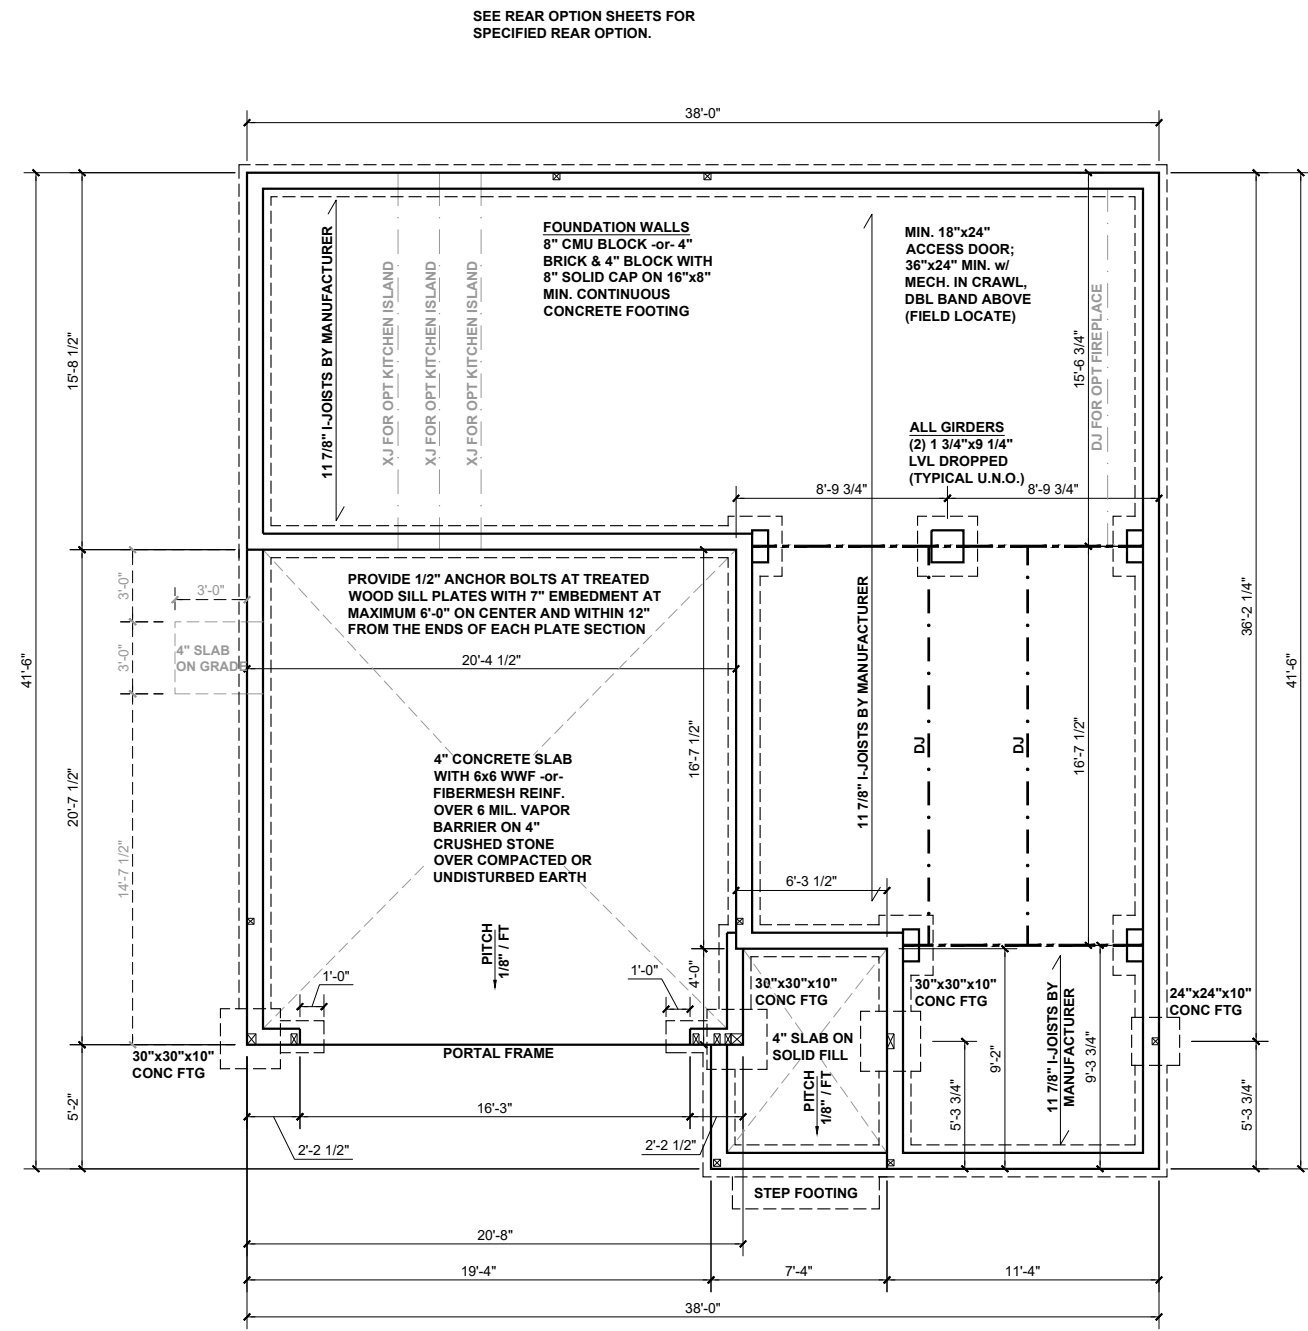 SEE REAR OPTION SHEETS FOR
SPECIFIED REAR OPTION.
38'-0"
FOUNDATION WALLS
8" CMU BLOCK -or- 4"
BRICK & 4" BLOCK WITH
8" SOLID CAP ON 16"x8"
MIN. CONTINUOUS
CONCRETE FOOTING
MIN. 18"x24"
ACCESS DOOR;
36"x24" MIN. w/
MECH. IN CRAWL,
DBL BAND ABOVE
(FIELD LOCATE)
11 7/8" I-JOISTS BY MANUFACTURER
XJ FOR OPT KITCHEN ISLAND
XJ FOR OPT KITCHEN ISLAND
XJ FOR OPT KITCHEN ISLAND
DJ FOR OPT FIREPLACE
15'-8 1/2"
15'-6 3/4"
ALL GIRDERS
(2) 1 3/4"x9 1/4"
LVL DROPPED
(TYPICAL U.N.O.)
8'-9 3/4"
8'-9 3/4"
PROVIDE 1/2" ANCHOR BOLTS AT TREATED
WOOD SILL PLATES WITH 7" EMBEDMENT AT
MAXIMUM 6'-0" ON CENTER AND WITHIN 12"
FROM THE ENDS OF EACH PLATE SECTION
3'-0"
3'-0"
3'-0"
4" SLAB
ON GRADE
20'-4 1/2"
41'-6"
36'-2 1/4"
41'-6"
11 7/8" I-JOISTS BY MANUFACTURER
16'-7 1/2"
DJ
DJ
16'-7 1/2"
20'-7 1/2"
14'-7 1/2"
4" CONCRETE SLAB
WITH 6x6 WWF -or-
FIBERMESH REINF.
OVER 6 MIL. VAPOR
BARRIER ON 4"
CRUSHED STONE
OVER COMPACTED OR
UNDISTURBED EARTH
6'-3 1/2"
PITCH
1/8" / FT
1'-0"
1'-0"
4'-0"
30"x30"x10"
CONC FTG
30"x30"x10"
CONC FTG
24"x24"x10"
CONC FTG
30"x30"x10"
CONC FTG
PORTAL FRAME
4" SLAB ON
SOLID FILL
PITCH
1/8" / FT
5'-3 3/4"
9'-2"
11 7/8" I-JOISTS BY
MANUFACTURER
9'-3 3/4"
5'-3 3/4"
5'-2"
16'-3"
2'-2 1/2"
2'-2 1/2"
STEP FOOTING
20'-8"
19'-4"
7'-4"
11'-4"
38'-0"